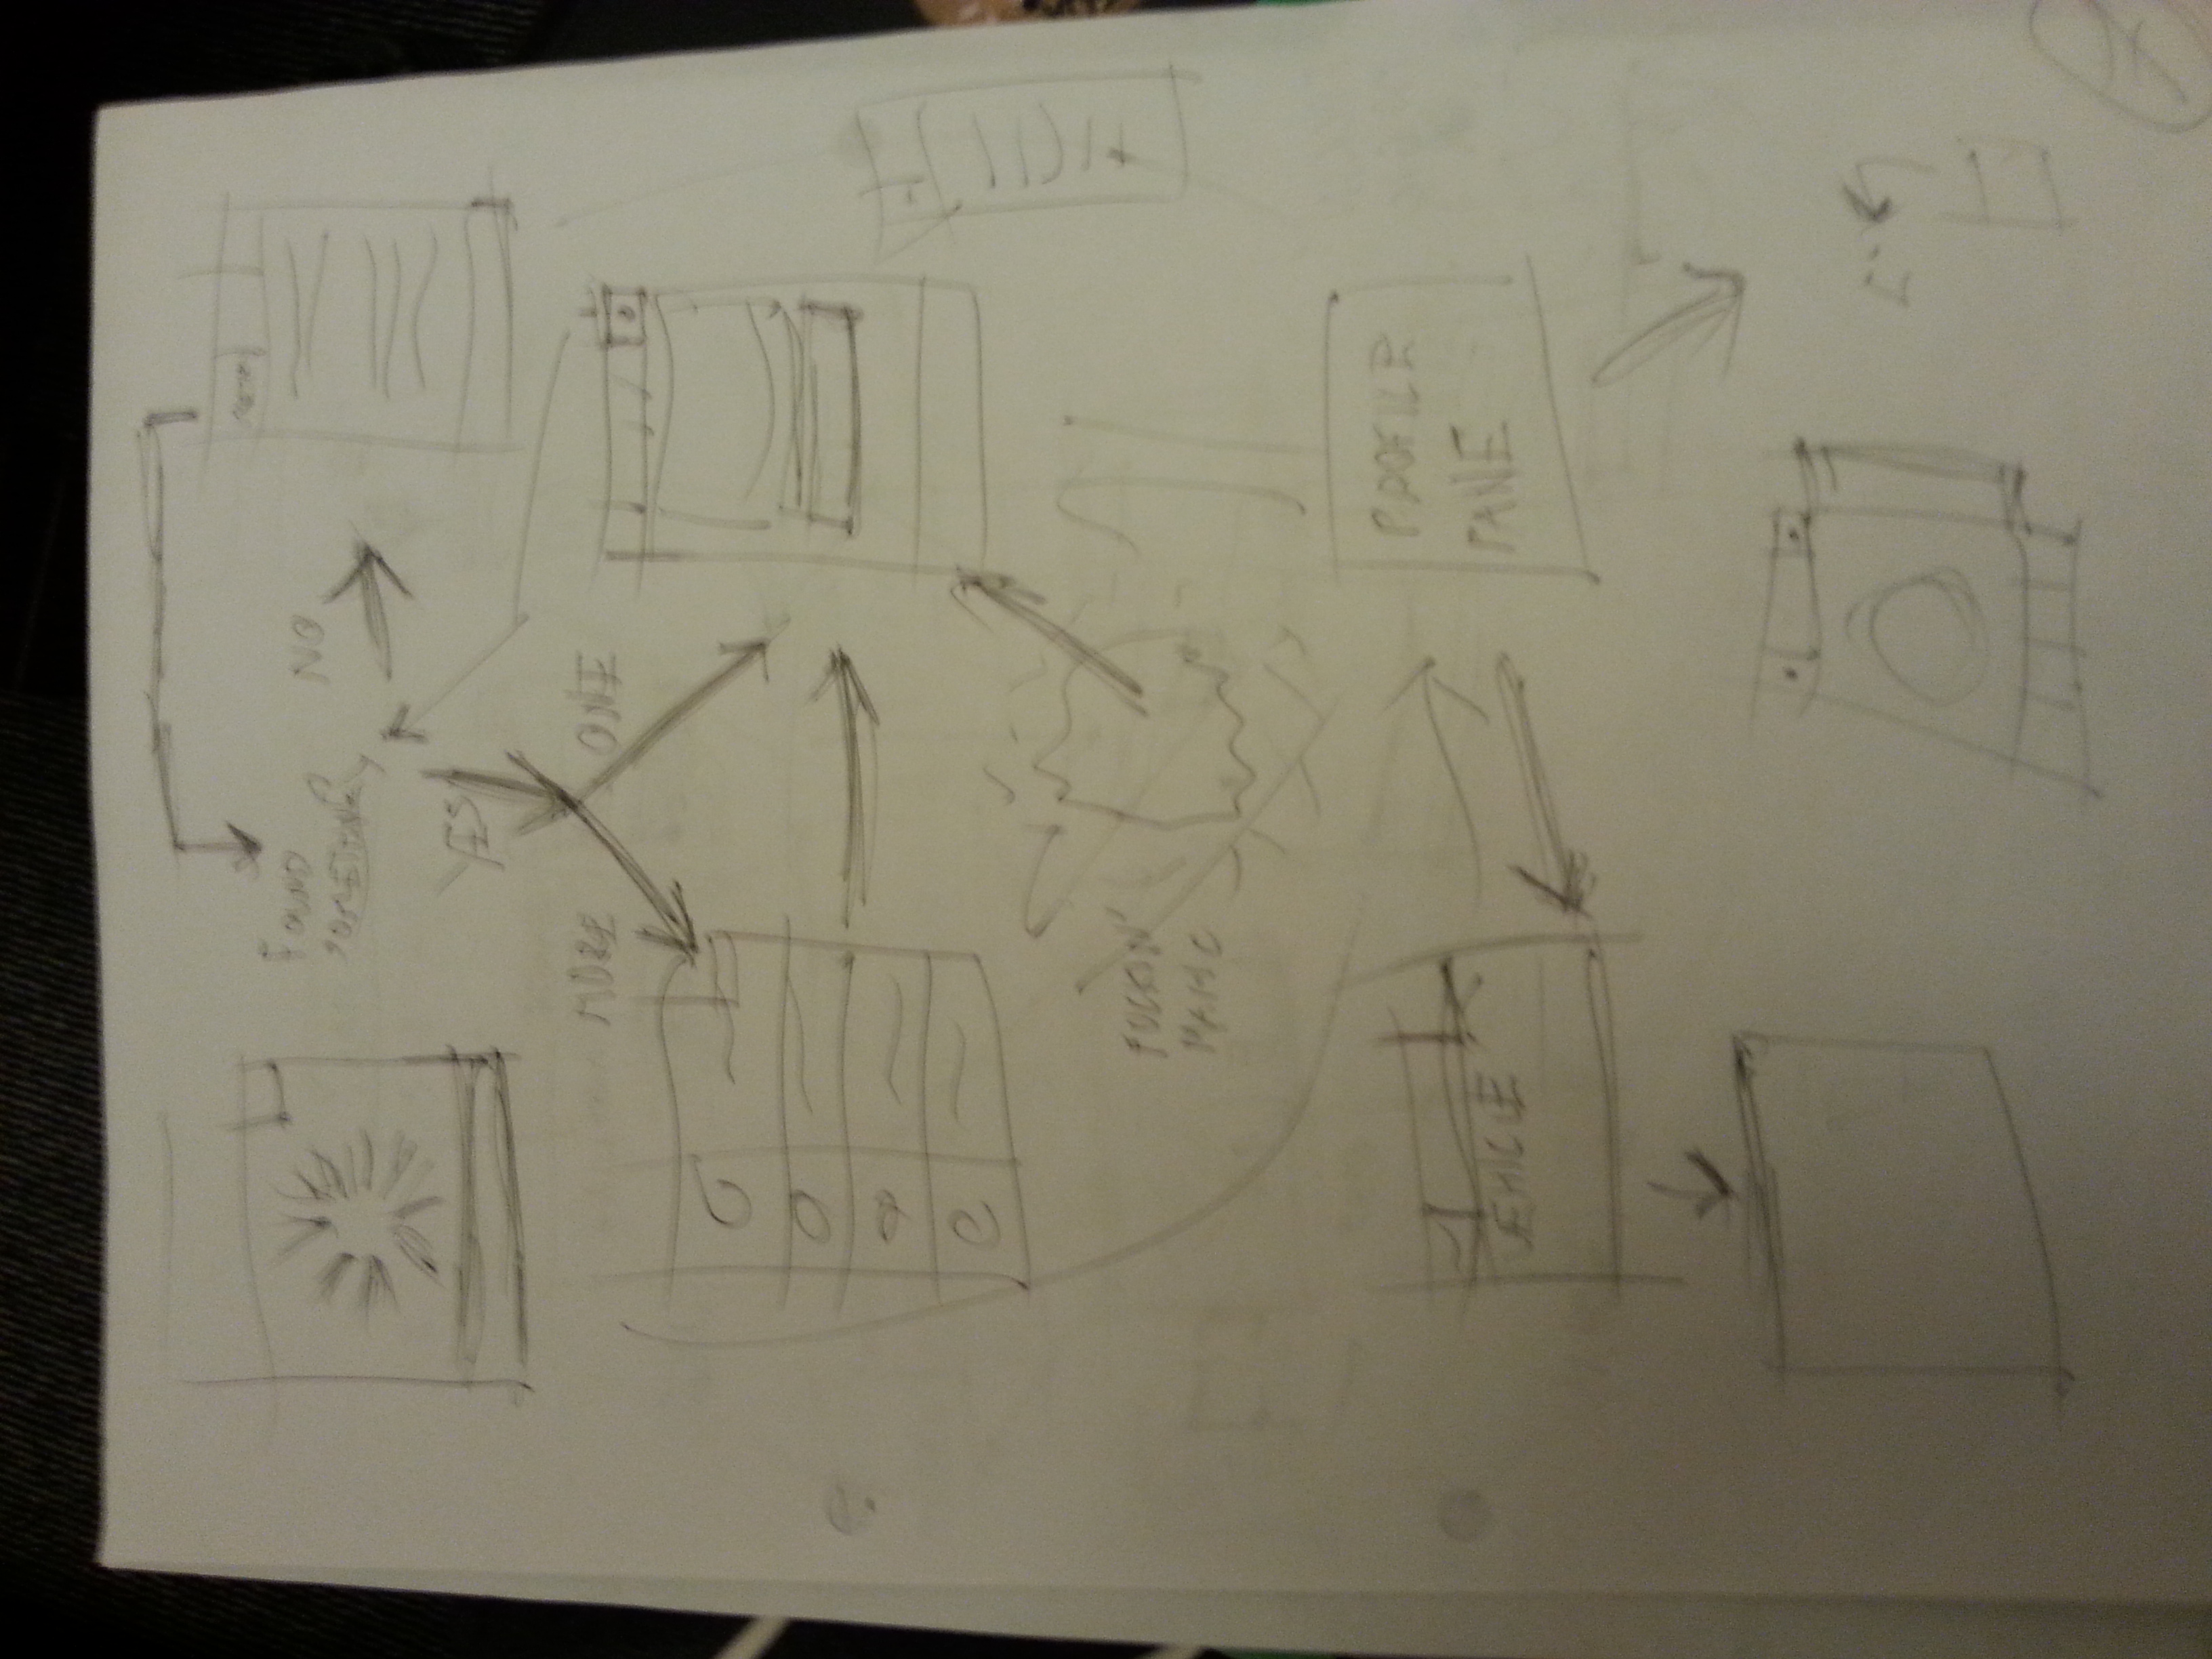 FOUND
SOMETHING?
NO
YES
MORE
ONE
FUCKIN'
MAGIC
PROFILE
PANE
VEHICLE